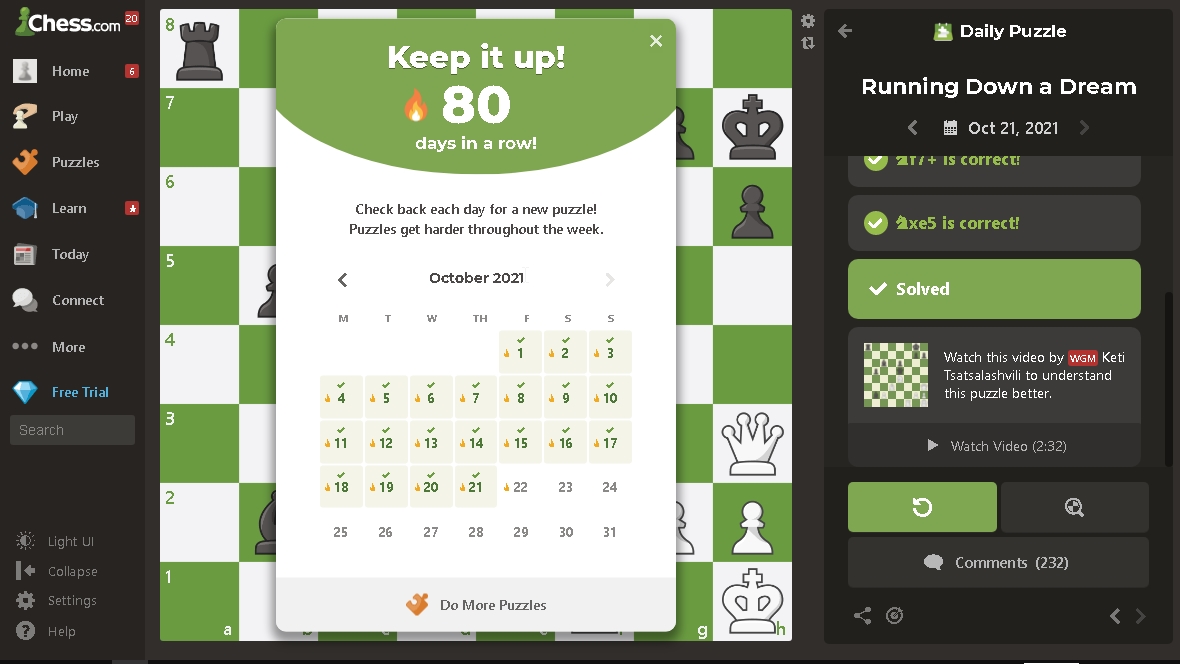 Chess.com 20
Home 6
Play
Puzzles
Learn
Today
Connect
More
Free Trial
Search
Light UI
Collapse
Settings
Help
8
7
6
5
4
3
2
1
a
g
h
Keep it up!
80
days in a row!
Check back each day for a new puzzle!
Puzzles get harder throughout the week.
October 2021
M T W TH F S S
1 2 3
4 5 6 7 8 9 10
11 12 13 14 15 16 17
18 19 20 21 22 23 24
25 26 27 28 29 30 31
Do More Puzzles
Daily Puzzle
Running Down a Dream
Oct 21, 2021
♞f7+ is correct!
♞xe5 is correct!
Solved
Watch this video by WGM Keti
Tsatsalashvili to understand
this puzzle better.
Watch Video (2:32)
Comments (232)